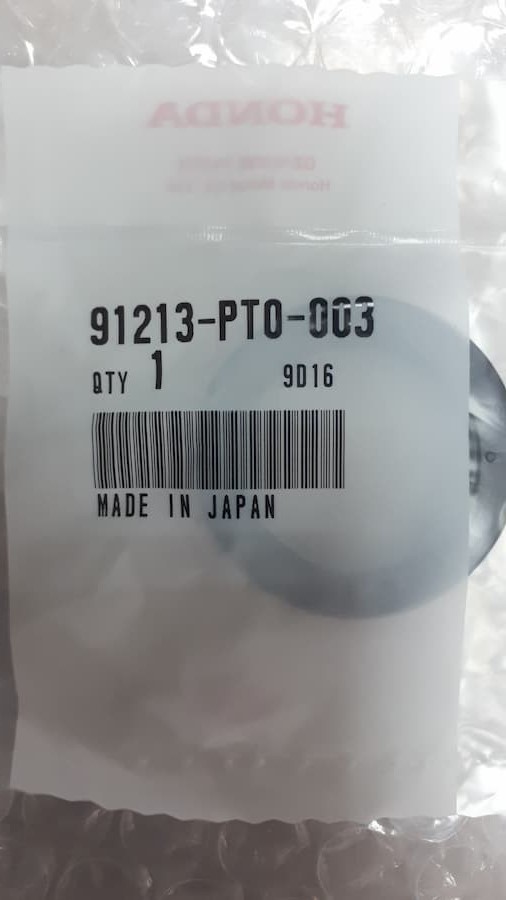 HONDA
91213-PT0-003
QTY 1
9D16
MADE IN JAPAN